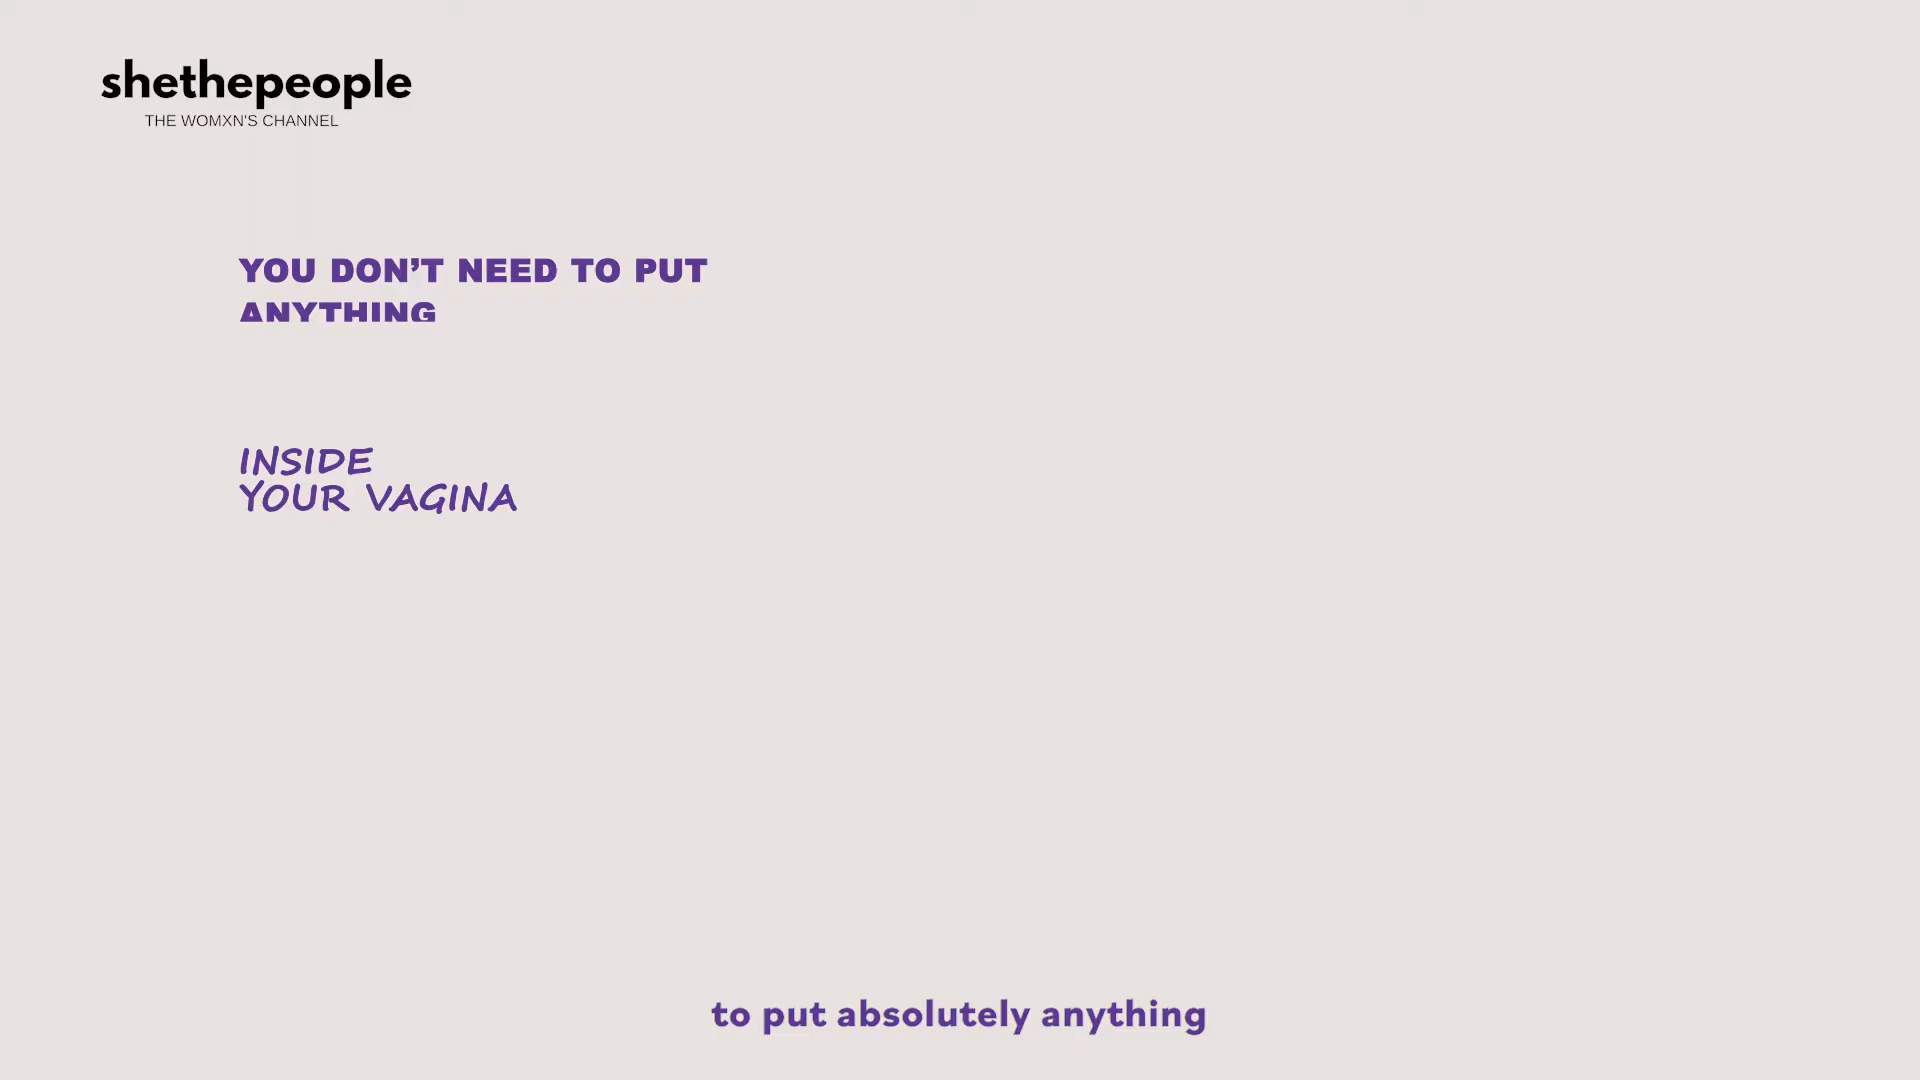 shethepeople
THE WOMXN'S CHANNEL
YOU DON’T NEED TO PUT
ANYTHING
INSIDE
YOUR VAGINA
to put absolutely anything